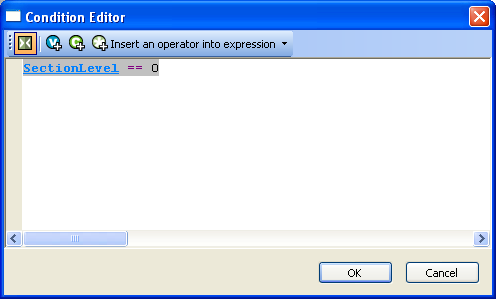 Condition Editor
Insert an operator into expression
SectionLevel == 0
OK
Cancel